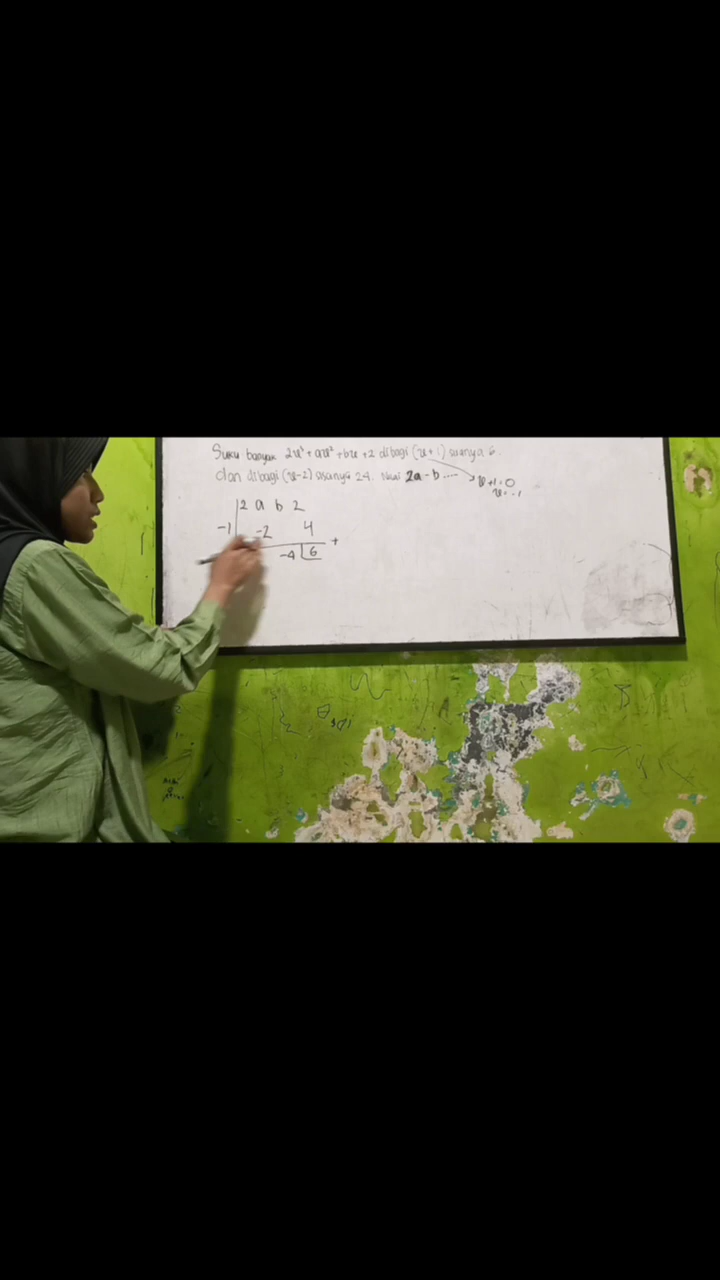 Suku banyak 2x³ + ax² + bx + 2 dibagi (x+1) sisanya 6.
dan dibagi (x-2) sisanya 24. Nilai 2a - b ....
x+1=0
x=-1
2 a b 2
-1 -2 4
+
-4 6